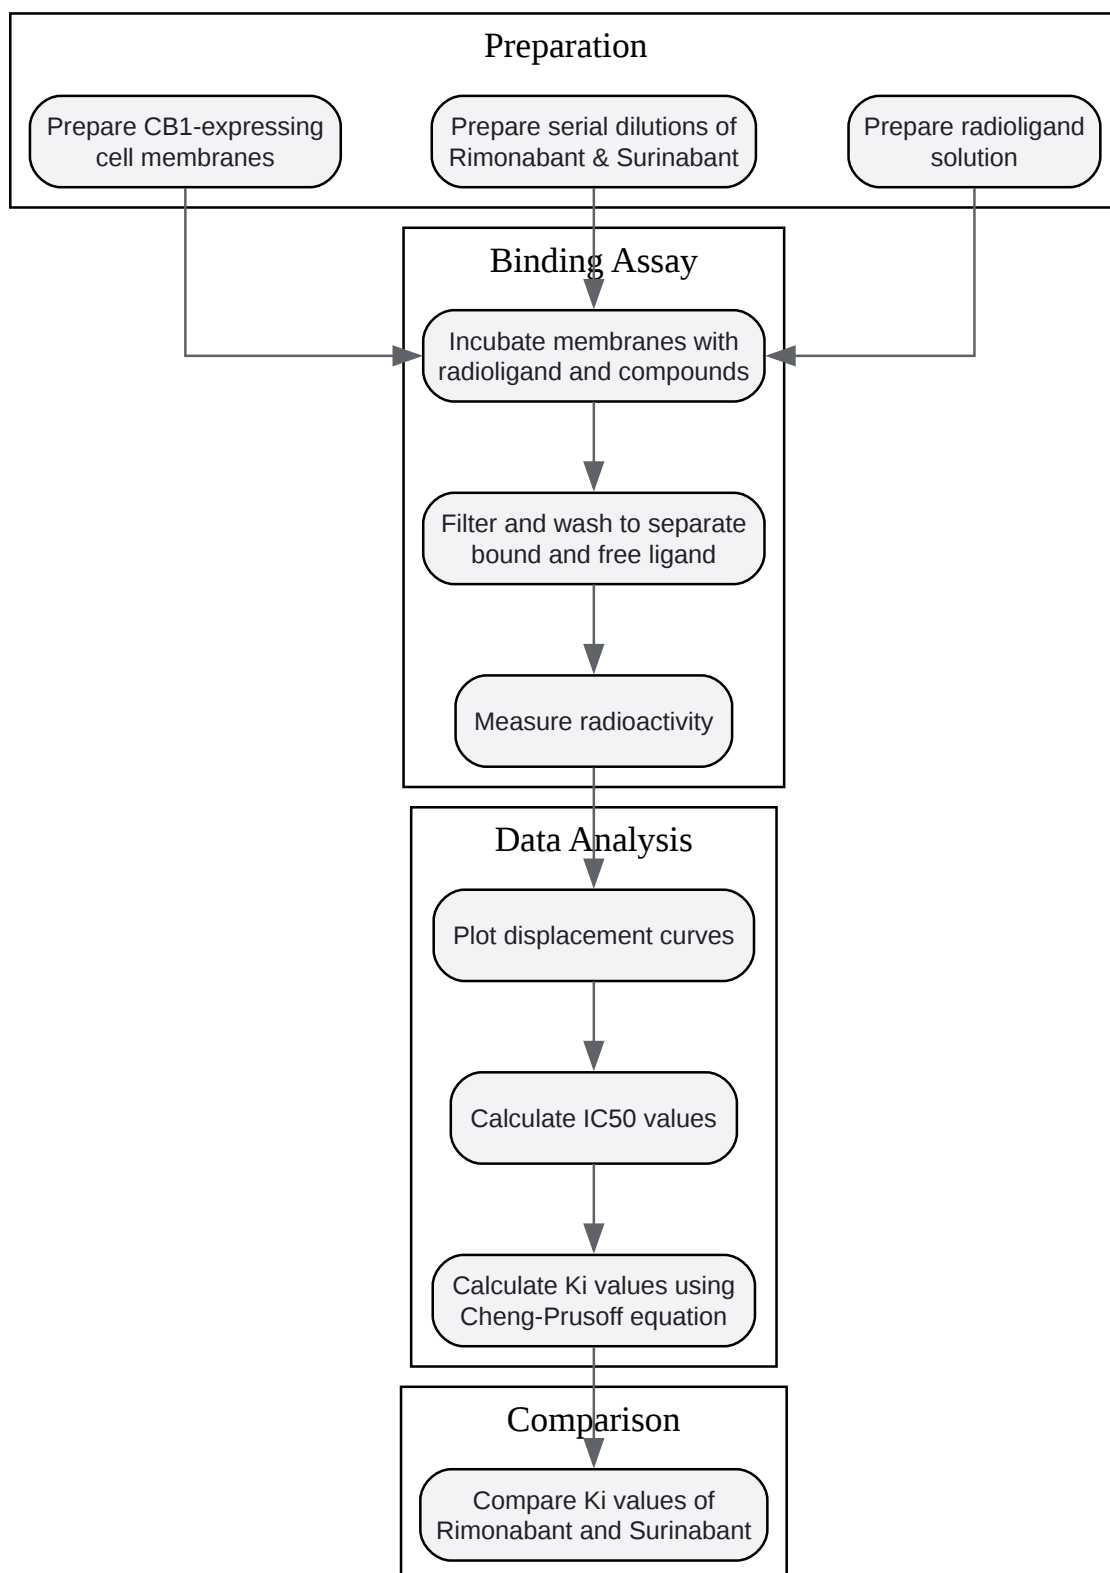 Preparation
Prepare CB1-expressing
cell membranes
Prepare serial dilutions of
Rimonabant & Surinabant
Prepare radioligand
solution
Binding Assay
Incubate membranes with
radioligand and compounds
Filter and wash to separate
bound and free ligand
Measure radioactivity
Data Analysis
Plot displacement curves
Calculate IC50 values
Calculate Ki values using
Cheng-Prusoff equation
Comparison
Compare Ki values of
Rimonabant and Surinabant